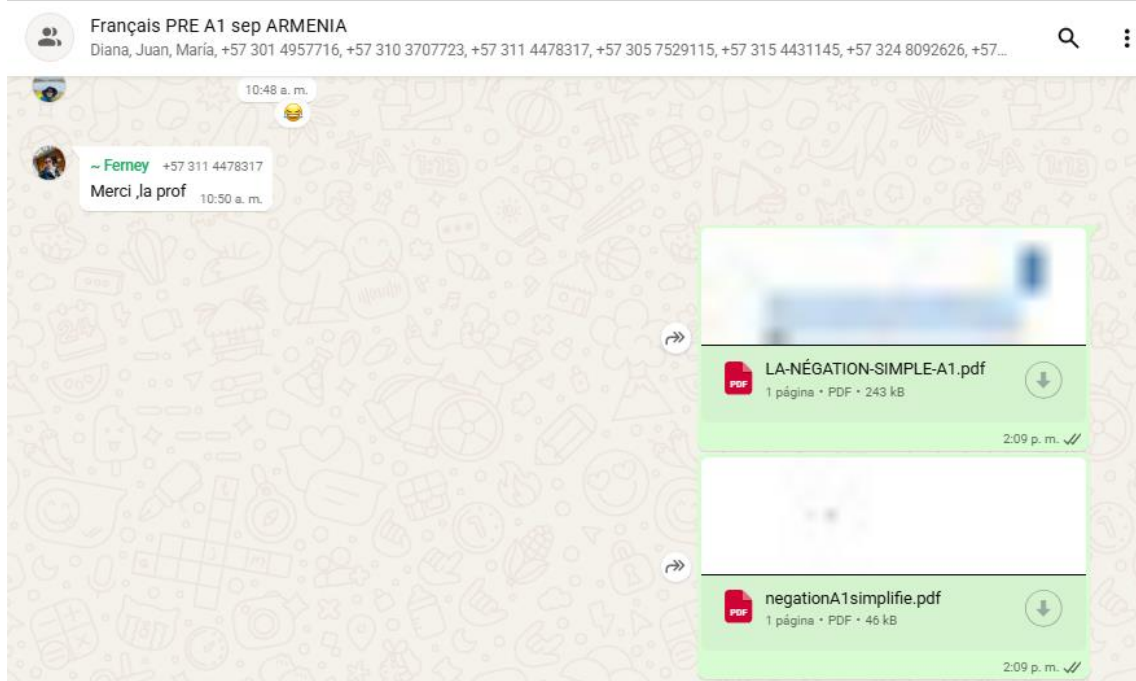 Français PRE A1 sep ARMENIA
Diana, Juan, María, +57 301 4957716, +57 310 3707723, +57 311 4478317, +57 305 7529115, +57 315 4431145, +57 324 8092626, +57...
10:48 a. m.
~ Ferney +57 311 4478317
Merci ,la prof 10:50 a. m.
PDF
LA-NÉGATION-SIMPLE-A1.pdf
1 página • PDF • 243 kB
2:09 p. m.
PDF
negationA1simplifie.pdf
1 página • PDF • 46 kB
2:09 p. m.